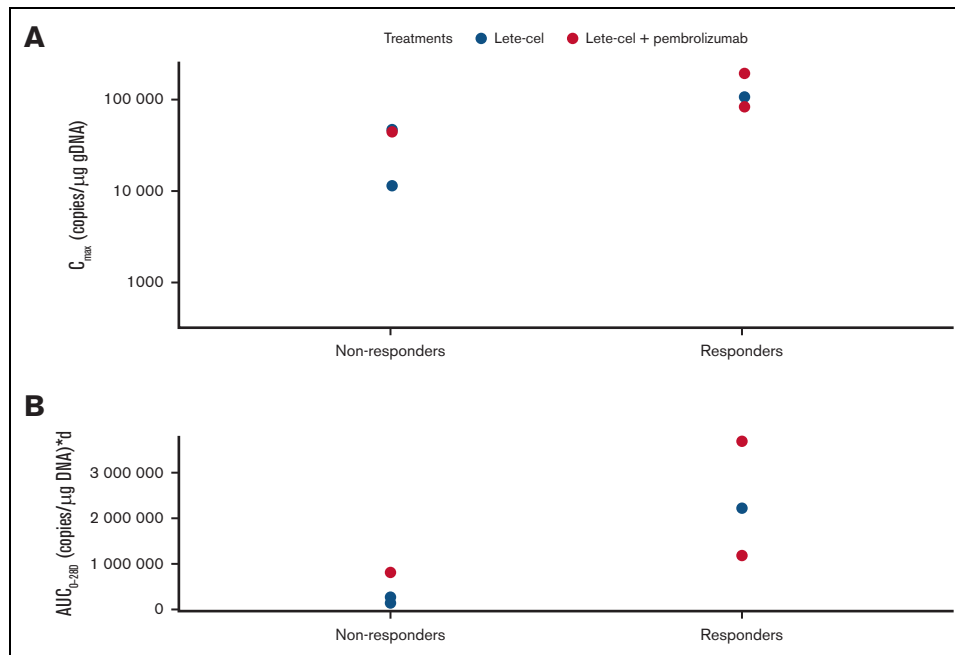 A
Treatments Lete-cel Lete-cel + pembrolizumab
Cmax (copies/μg gDNA)
100 000
10 000
1000
Non-responders Responders
B
AUC0-28D (copies/μg DNA)*d
3 000 000
2 000 000
1 000 000
0
Non-responders Responders